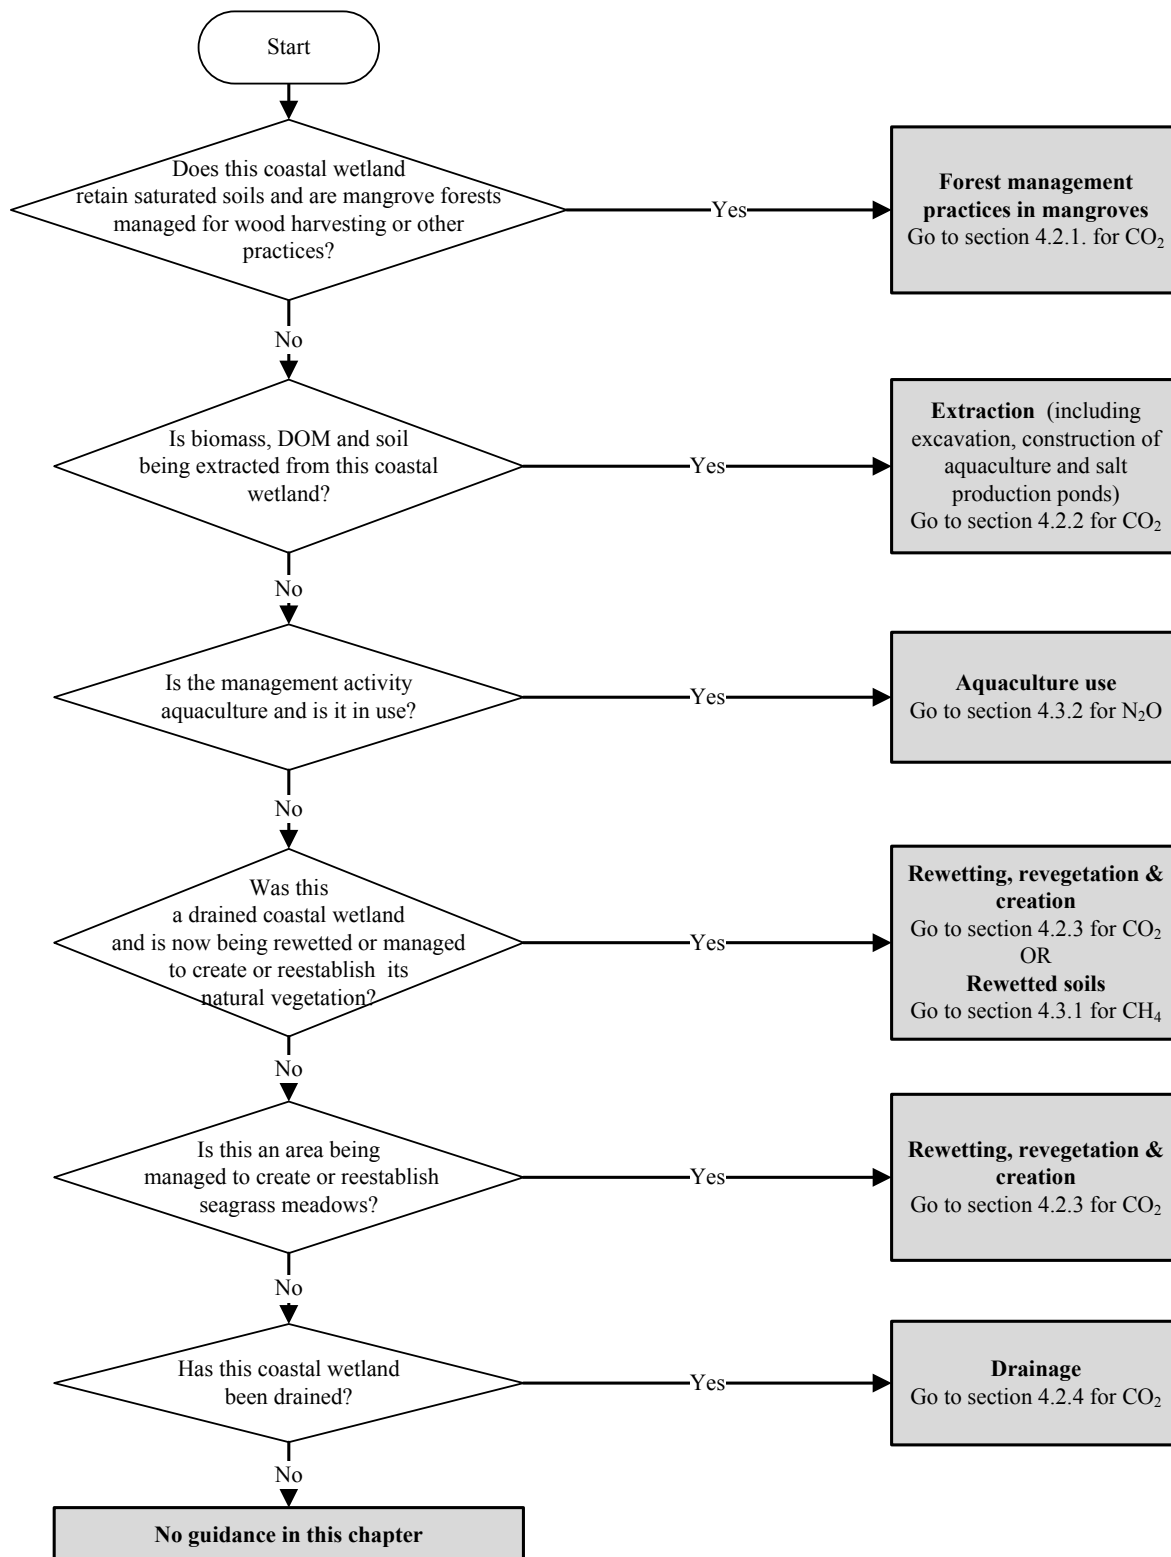 Start
Does this coastal wetland
retain saturated soils and are mangrove forests
managed for wood harvesting or other
practices?
Yes
Forest management
practices in mangroves
Go to section 4.2.1. for CO₂
No
Is biomass, DOM and soil
being extracted from this coastal
wetland?
Yes
Extraction (including
excavation, construction of
aquaculture and salt
production ponds)
Go to section 4.2.2 for CO₂
No
Is the management activity
aquaculture and is it in use?
Yes
Aquaculture use
Go to section 4.3.2 for N₂O
No
Was this
a drained coastal wetland
and is now being rewetted or managed
to create or reestablish its
natural vegetation?
Yes
Rewetting, revegetation &
creation
Go to section 4.2.3 for CO₂
OR
Rewetted soils
Go to section 4.3.1 for CH₄
No
Is this an area being
managed to create or reestablish
seagrass meadows?
Yes
Rewetting, revegetation &
creation
Go to section 4.2.3 for CO₂
No
Has this coastal wetland
been drained?
Yes
Drainage
Go to section 4.2.4 for CO₂
No
No guidance in this chapter